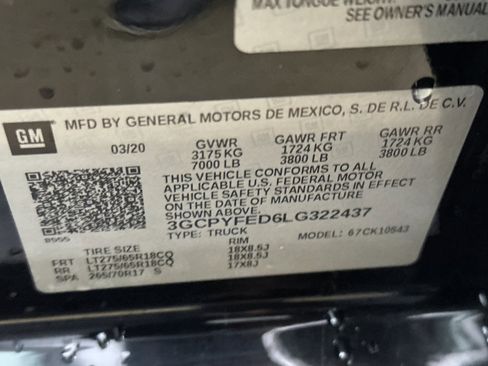 MAX TONGUE WEIGHT:
SEE OWNER'S MANUAL
GM
MFD BY GENERAL MOTORS DE MEXICO, S. DE R.L. DE C.V.
03/20 GVWR GAWR FRT GAWR RR
3175 KG 1724 KG 1724 KG
7000 LB 3800 LB 3800 LB
THIS VEHICLE CONFORMS TO ALL
APPLICABLE U.S. FEDERAL MOTOR
VEHICLE SAFETY STANDARDS IN EFFECT
ON THE DATE OF MANUFACTURE SHOWN ABOVE.
3GCPYFED6LG322437
TYPE: TRUCK MODEL: 67CK10543
TIRE SIZE RIM
FRT LT275/65R18CQ 18X8.5J
RR LT275/65R18CQ 18X8.5J
SPA 265/70R17 S 17X8J